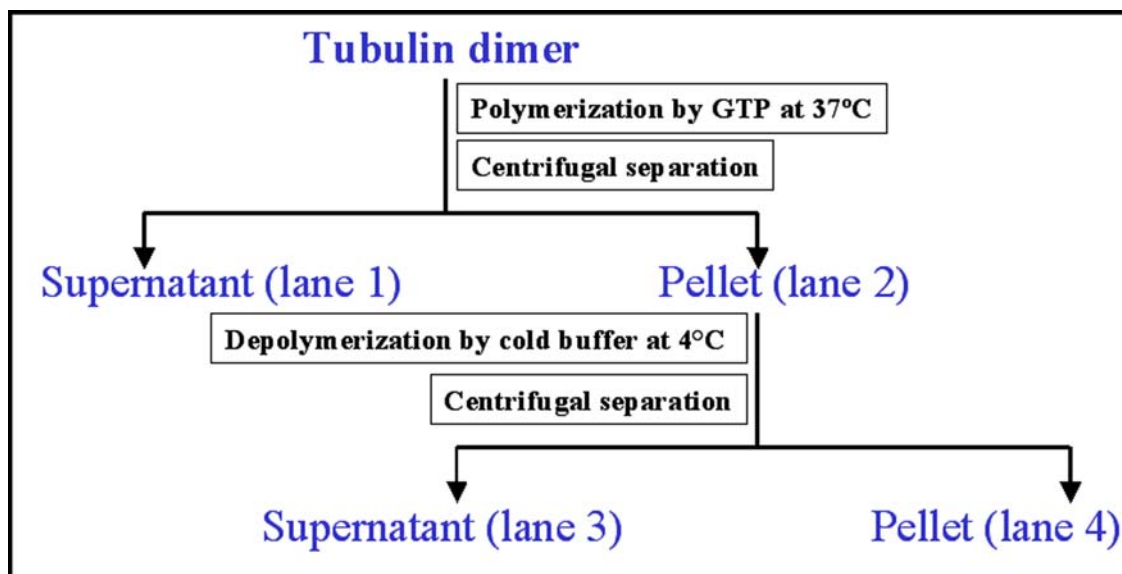 Tubulin dimer
Polymerization by GTP at 37ºC
Centrifugal separation
Supernatant (lane 1)
Pellet (lane 2)
Depolymerization by cold buffer at 4°C
Centrifugal separation
Supernatant (lane 3)
Pellet (lane 4)